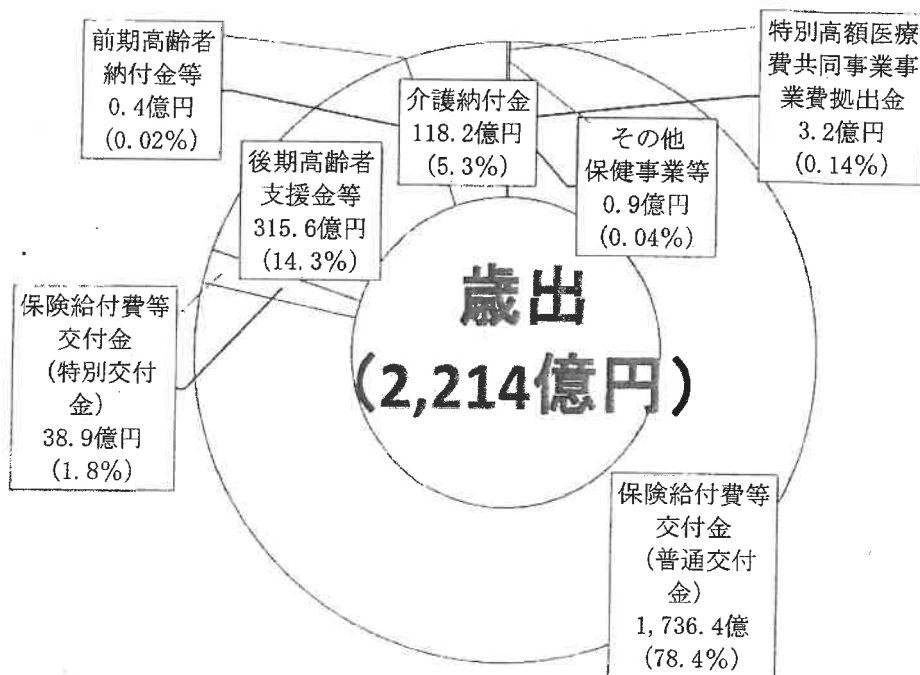 前期高齢者
納付金等
0.4億円
(0.02%)
介護納付金
118.2億円
(5.3%)
特別高額医療
費共同事業事
業費拠出金
3.2億円
(0.14%)
その他
保健事業等
0.9億円
(0.04%)
後期高齢者
支援金等
315.6億円
(14.3%)
保険給付費等
交付金
(特別交付
金)
38.9億円
(1.8%)
歳出
(2,214億円)
保険給付費等
交付金
(普通交付
金)
1,736.4億
(78.4%)